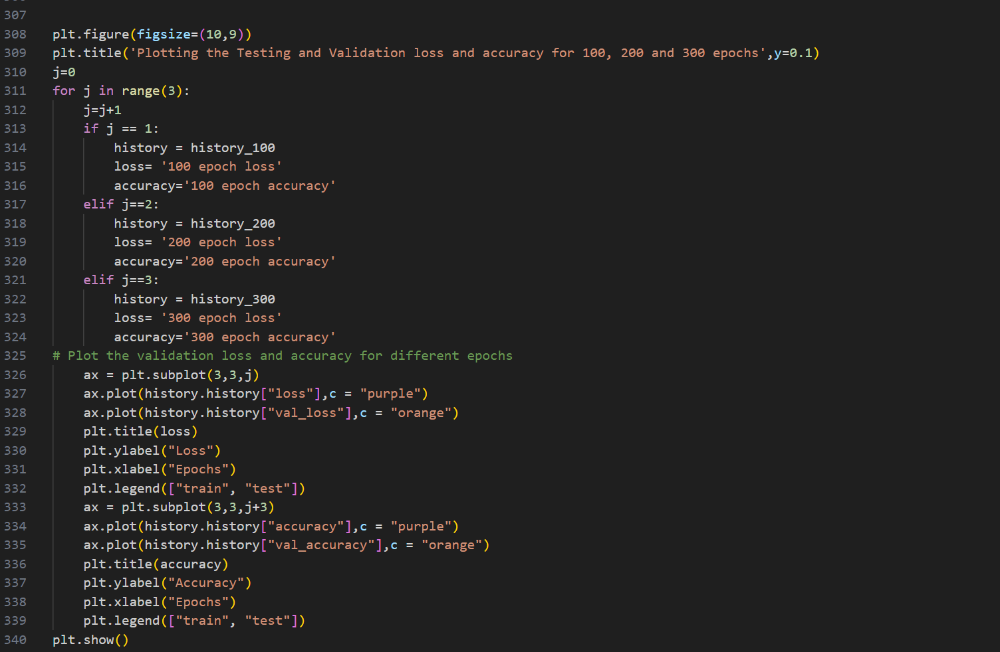 307
308 plt.figure(figsize=(10,9))
309 plt.title('Plotting the Testing and Validation loss and accuracy for 100, 200 and 300 epochs',y=0.1)
310 j=0
311 for j in range(3):
312     j=j+1
313     if j == 1:
314         history = history_100
315         loss= '100 epoch loss'
316         accuracy='100 epoch accuracy'
317     elif j==2:
318         history = history_200
319         loss= '200 epoch loss'
320         accuracy='200 epoch accuracy'
321     elif j==3:
322         history = history_300
323         loss= '300 epoch loss'
324         accuracy='300 epoch accuracy'
325 # Plot the validation loss and accuracy for different epochs
326     ax = plt.subplot(3,3,j)
327     ax.plot(history.history["loss"],c = "purple")
328     ax.plot(history.history["val_loss"],c = "orange")
329     plt.title(loss)
330     plt.ylabel("Loss")
331     plt.xlabel("Epochs")
332     plt.legend(["train", "test"])
333     ax = plt.subplot(3,3,j+3)
334     ax.plot(history.history["accuracy"],c = "purple")
335     ax.plot(history.history["val_accuracy"],c = "orange")
336     plt.title(accuracy)
337     plt.ylabel("Accuracy")
338     plt.xlabel("Epochs")
339     plt.legend(["train", "test"])
340 plt.show()